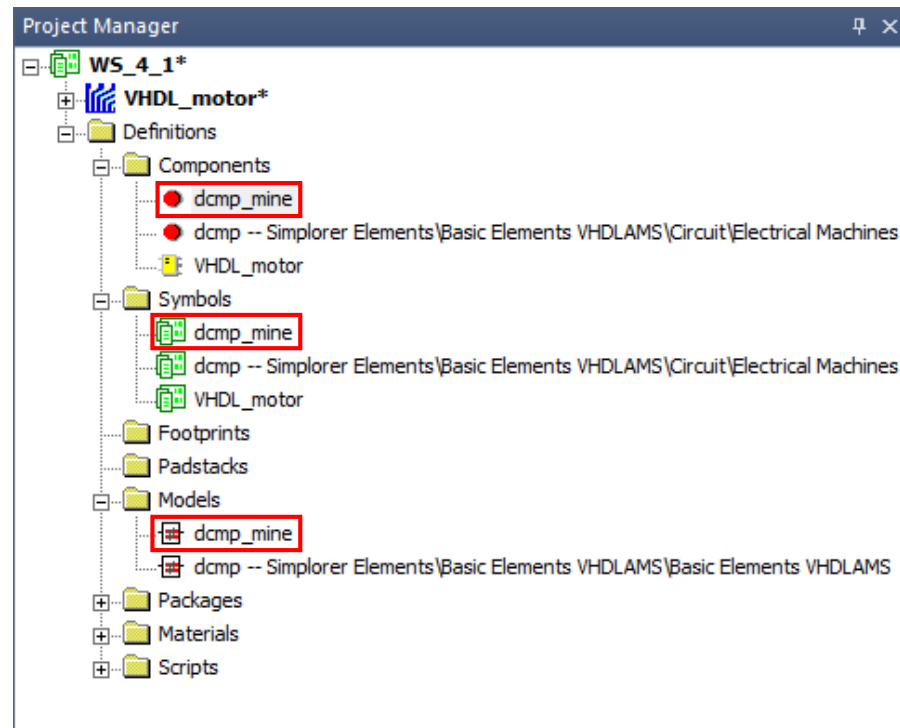 Project Manager
WS_4_1*
VHDL_motor*
Definitions
Components
dcmp_mine
dcmp -- Simplorer Elements\Basic Elements VHDLAMS\Circuit\Electrical Machines
VHDL_motor
Symbols
dcmp_mine
dcmp -- Simplorer Elements\Basic Elements VHDLAMS\Circuit\Electrical Machines
VHDL_motor
Footprints
Padstacks
Models
dcmp_mine
dcmp -- Simplorer Elements\Basic Elements VHDLAMS\Basic Elements VHDLAMS
Packages
Materials
Scripts